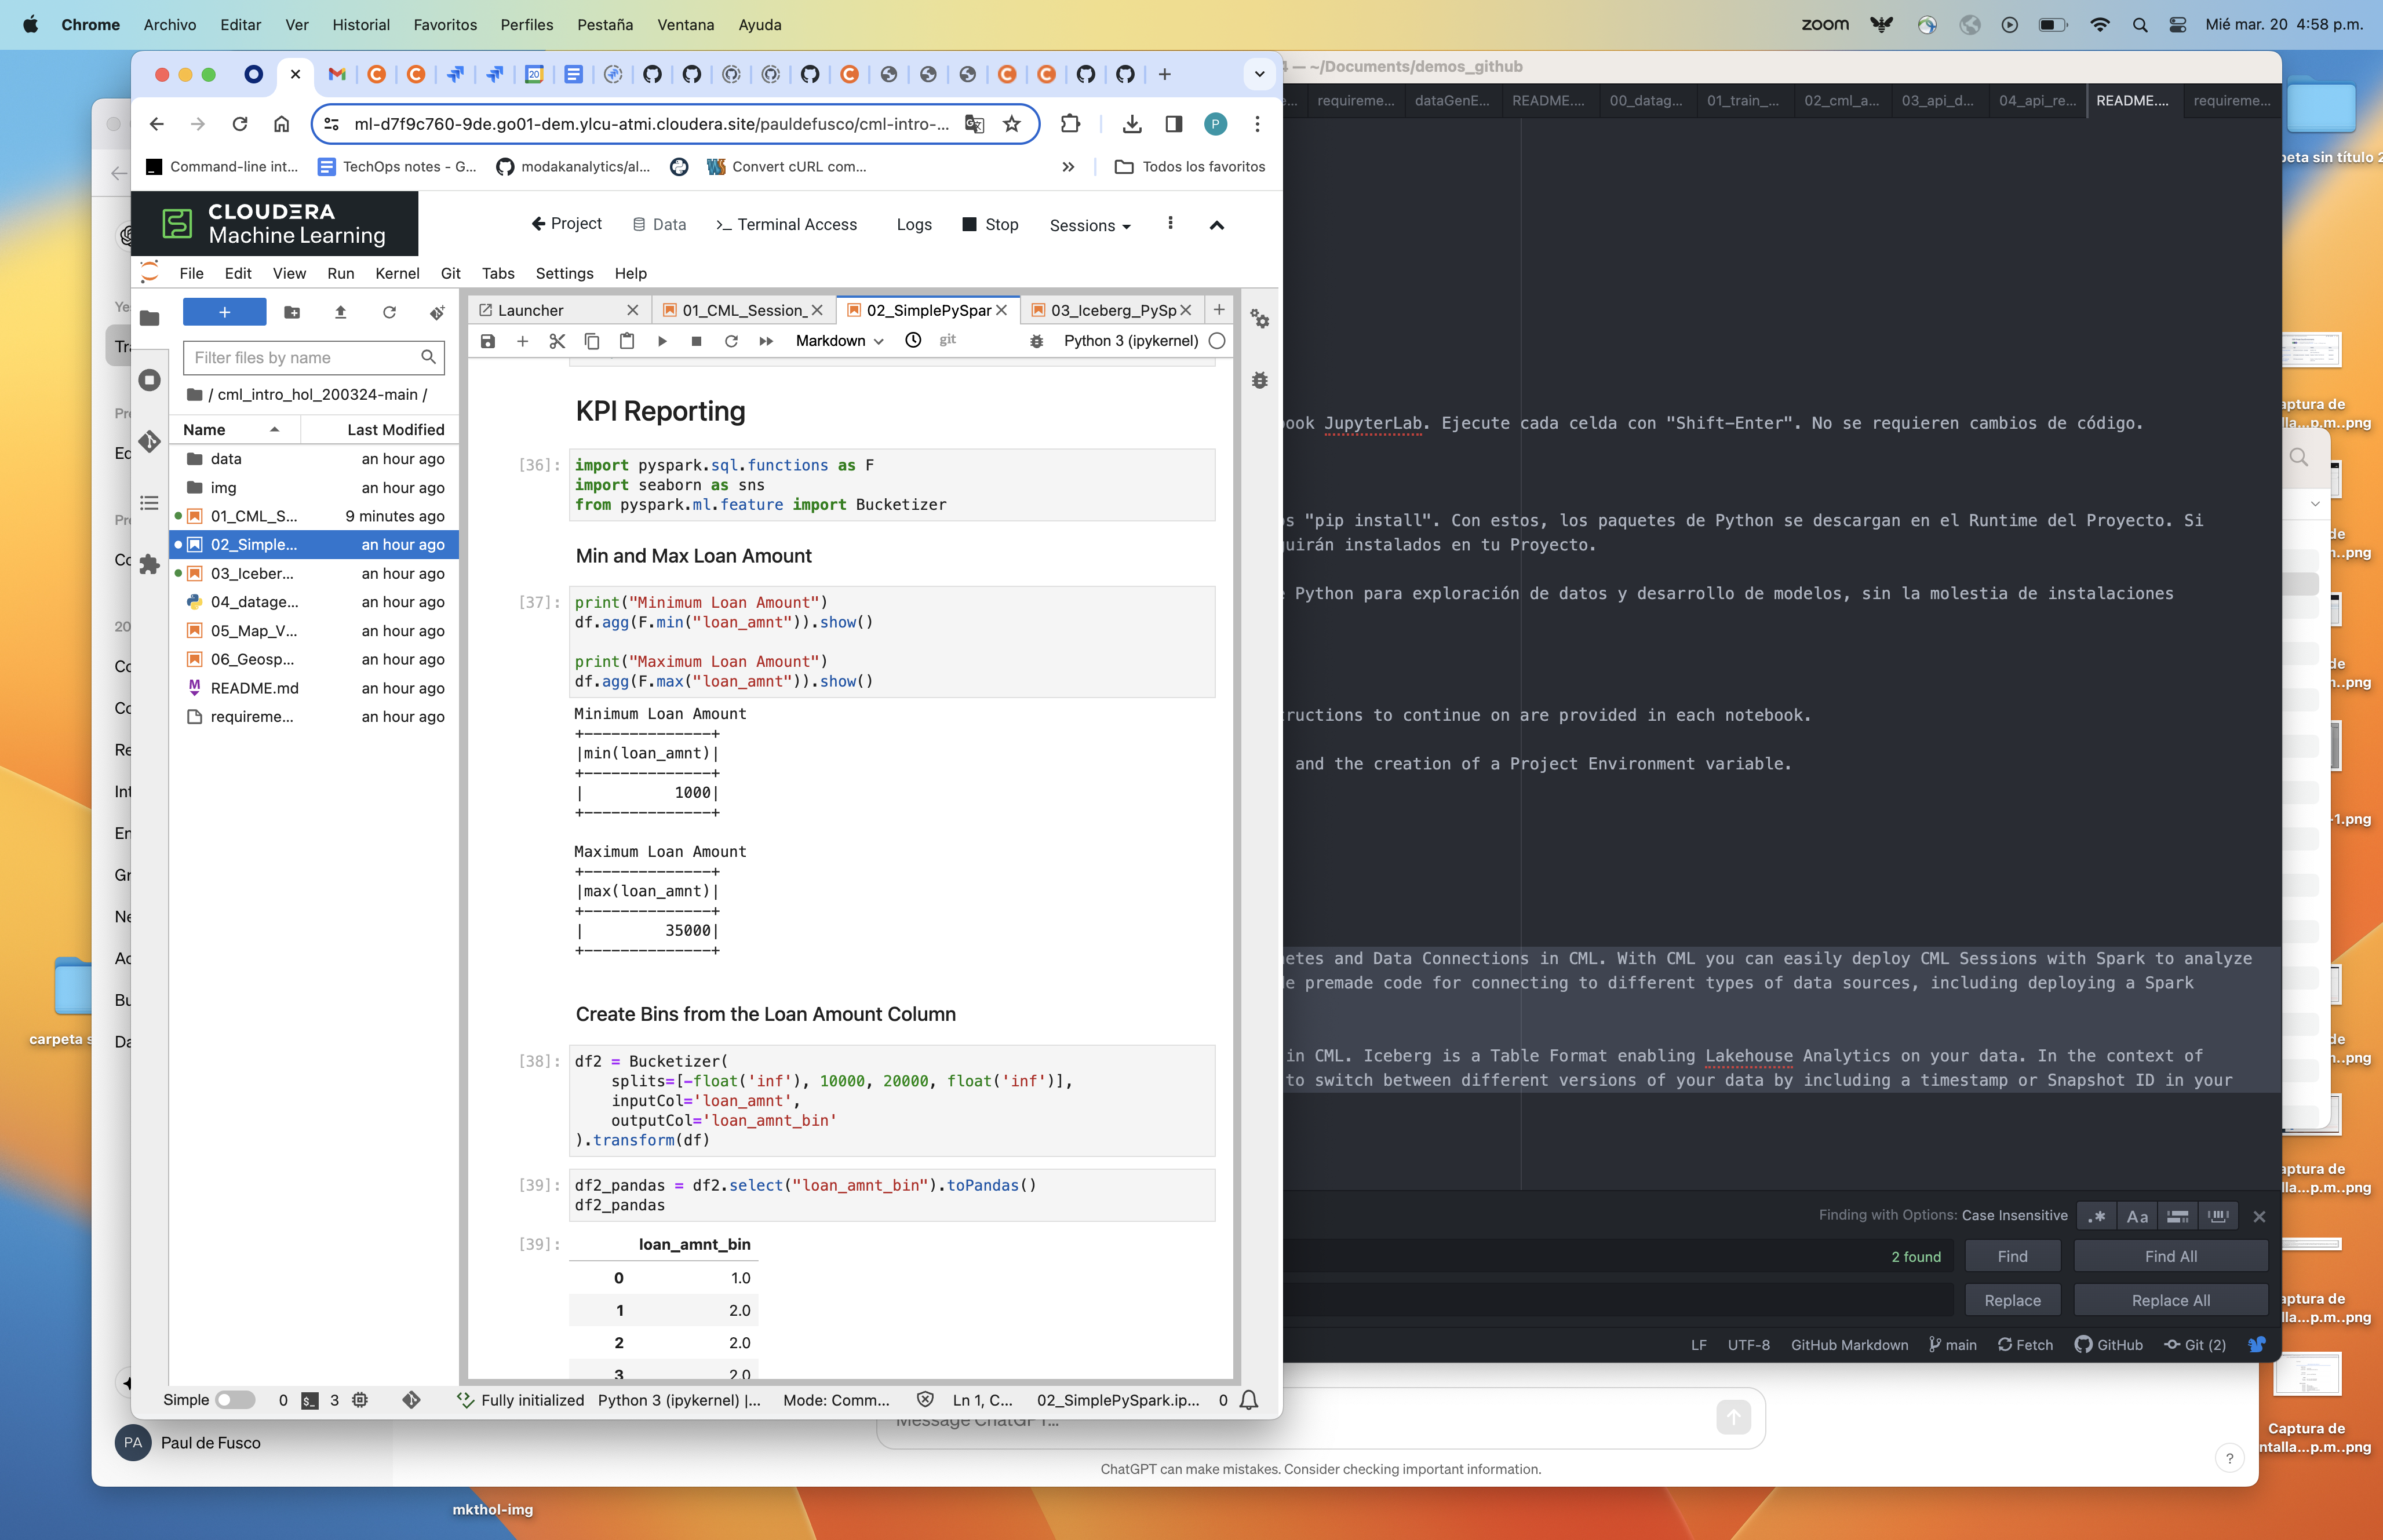 Chrome Archivo Editar Ver Historial Favoritos Perfiles Pestaña Ventana Ayuda
zoom Mié mar. 20 4:58 p.m.
— ~/Documents/demos_github
ml-d7f9c760-9de.go01-dem.ylcu-atmi.cloudera.site/pauldefusco/cml-intro-...
P
Command-line int... TechOps notes - G... modakanalytics/al... Convert cURL com... » Todos los favoritos
CLOUDERA
Machine Learning
Project Data Terminal Access Logs Stop Sessions
File Edit View Run Kernel Git Tabs Settings Help
Filter files by name
/ cml_intro_hol_200324-main /
Name Last Modified
data an hour ago
img an hour ago
01_CML_S... 9 minutes ago
02_Simple... an hour ago
03_Iceber... an hour ago
04_datage... an hour ago
05_Map_V... an hour ago
06_Geosp... an hour ago
README.md an hour ago
requireme... an hour ago
Launcher 01_CML_Session_ 02_SimplePySpar 03_Iceberg_PySp
Markdown git Python 3 (ipykernel)
KPI Reporting
[36]: import pyspark.sql.functions as F
import seaborn as sns
from pyspark.ml.feature import Bucketizer
Min and Max Loan Amount
[37]: print("Minimum Loan Amount")
df.agg(F.min("loan_amnt")).show()
print("Maximum Loan Amount")
df.agg(F.max("loan_amnt")).show()
Minimum Loan Amount
+--------------+
|min(loan_amnt)|
+--------------+
|          1000|
+--------------+
Maximum Loan Amount
+--------------+
|max(loan_amnt)|
+--------------+
|         35000|
+--------------+
Create Bins from the Loan Amount Column
[38]: df2 = Bucketizer(
splits=[-float('inf'), 10000, 20000, float('inf')],
inputCol='loan_amnt',
outputCol='loan_amnt_bin'
).transform(df)
[39]: df2_pandas = df2.select("loan_amnt_bin").toPandas()
df2_pandas
[39]: loan_amnt_bin
0 1.0
1 2.0
2 2.0
3 2.0
Simple 0 3 Fully initialized Python 3 (ipykernel) |... Mode: Comm... Ln 1, C... 02_SimplePySpark.ip... 0
requireme... dataGenE... README.... 00_datag... 01_train_... 02_cml_a... 03_api_d... 04_api_re... README.... requireme...
ook JupyterLab. Ejecute cada celda con "Shift-Enter". No se requieren cambios de código.
s "pip install". Con estos, los paquetes de Python se descargan en el Runtime del Proyecto. Si
uirán instalados en tu Proyecto.
Python para exploración de datos y desarrollo de modelos, sin la molestia de instalaciones
ructions to continue on are provided in each notebook.
and the creation of a Project Environment variable.
etes and Data Connections in CML. With CML you can easily deploy CML Sessions with Spark to analyze
e premade code for connecting to different types of data sources, including deploying a Spark
in CML. Iceberg is a Table Format enabling Lakehouse Analytics on your data. In the context of
to switch between different versions of your data by including a timestamp or Snapshot ID in your
Finding with Options: Case Insensitive .* Aa
2 found Find Find All
Replace Replace All
LF UTF-8 GitHub Markdown main Fetch GitHub Git (2)
PA Paul de Fusco
ChatGPT can make mistakes. Consider checking important information.
?
mkthol-img
carpeta s
peta sin título 2
aptura de
Captura de
ntalla...p.m..png